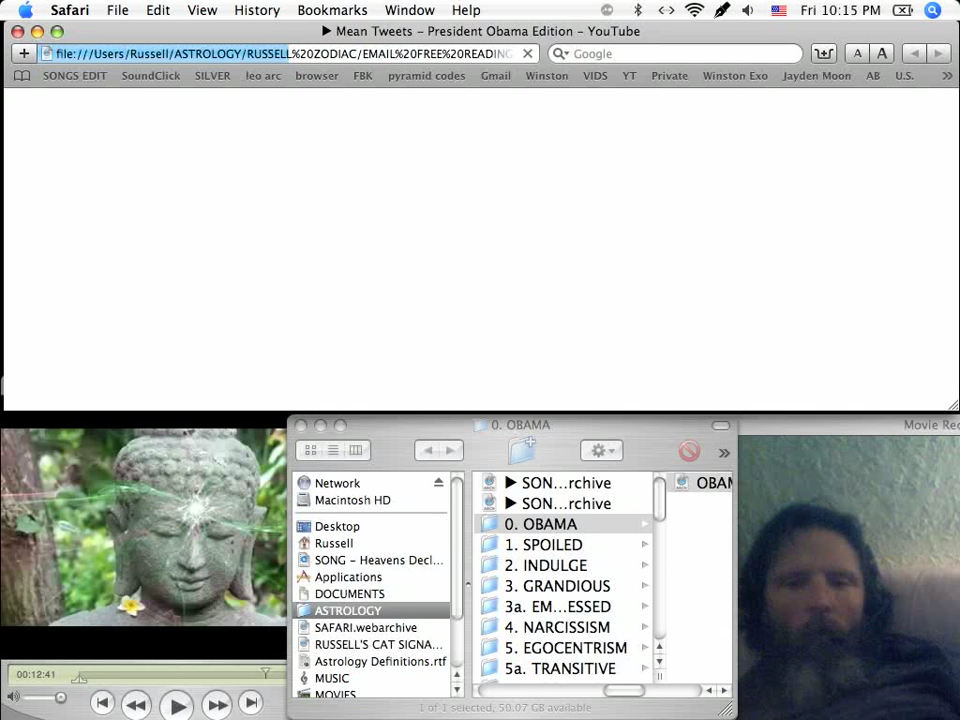 Safari File Edit View History Bookmarks Window Help Fri 10:15 PM
▶ Mean Tweets – President Obama Edition – YouTube
+ file:///Users/Russell/ASTROLOGY/RUSSELL%20ZODIAC/EMAIL%20FREE%20READING Google A A
SONGS EDIT SoundClick SILVER leo arc browser FBK pyramid codes Gmail Winston VIDS YT Private Winston Exo Jayden Moon AB U.S. »
0. OBAMA
Movie Rec
Network
Macintosh HD
Desktop
Russell
SONG – Heavens Decl...
Applications
DOCUMENTS
ASTROLOGY
SAFARI.webarchive
RUSSELL'S CAT SIGNA...
Astrology Definitions.rtf
MUSIC
MOVIES
▶ SON...rchive
▶ SON...rchive
0. OBAMA
1. SPOILED
2. INDULGE
3. GRANDIOUS
3a. EM...ESSED
4. NARCISSISM
5. EGOCENTRISM
5a. TRANSITIVE
OBAM
00:12:41
1 of 1 selected, 50.07 GB available